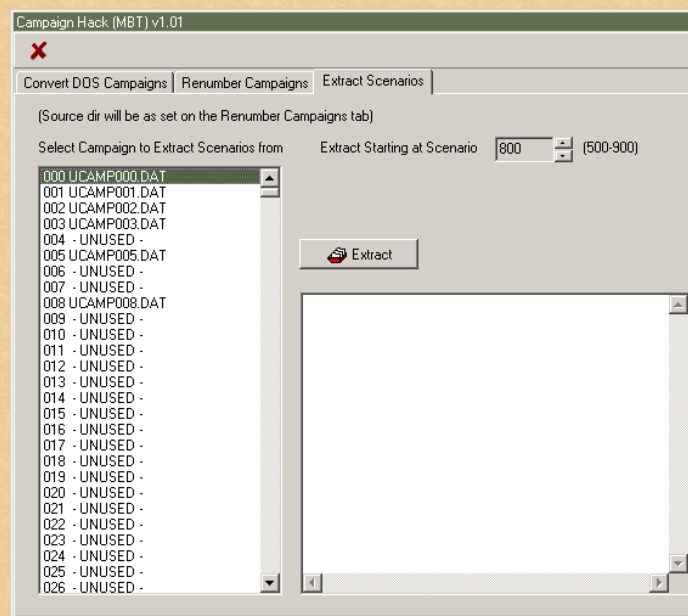 Campaign Hack (MBT) v1.01
Convert DOS Campaigns Renumber Campaigns Extract Scenarios
(Source dir will be as set on the Renumber Campaigns tab)
Select Campaign to Extract Scenarios from
Extract Starting at Scenario 800 (500-900)
000 UCAMP000.DAT
001 UCAMP001.DAT
002 UCAMP002.DAT
003 UCAMP003.DAT
004 - UNUSED -
005 UCAMP005.DAT
006 - UNUSED -
007 - UNUSED -
008 UCAMP008.DAT
009 - UNUSED -
010 - UNUSED -
011 - UNUSED -
012 - UNUSED -
013 - UNUSED -
014 - UNUSED -
015 - UNUSED -
016 - UNUSED -
017 - UNUSED -
018 - UNUSED -
019 - UNUSED -
020 - UNUSED -
021 - UNUSED -
022 - UNUSED -
023 - UNUSED -
024 - UNUSED -
025 - UNUSED -
026 - UNUSED -
Extract